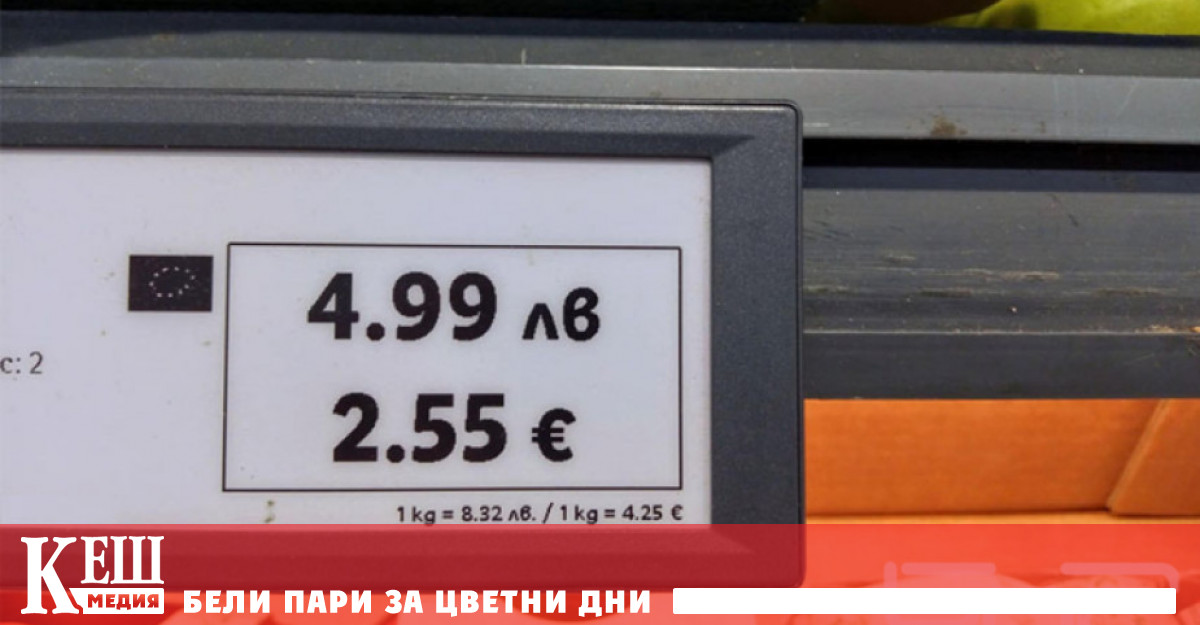 4.99 лв
с: 2
2.55 €
1 kg = 8.32 лв. / 1 kg = 4.25 €
КЕШ
МЕДИЯ
БЕЛИ ПАРИ ЗА ЦВЕТНИ ДНИ